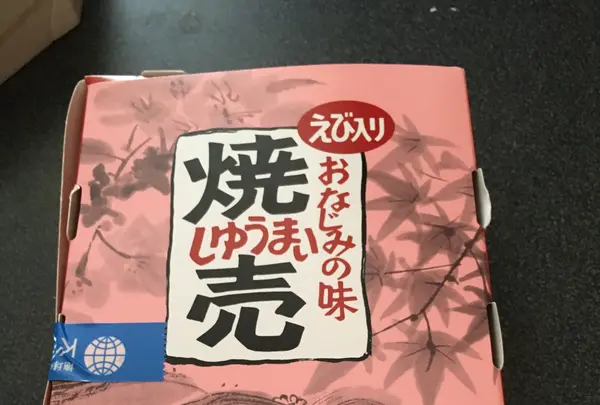 えび入り
おなじみの味
焼
しゅうまい
売